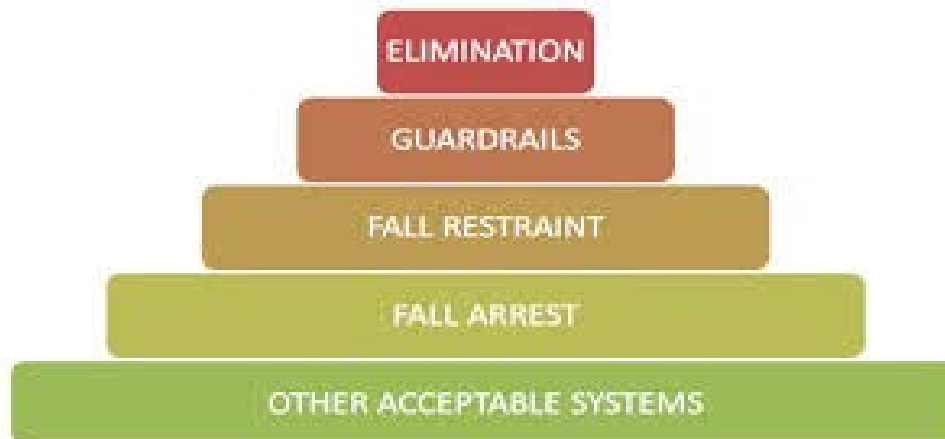 ELIMINATION
GUARDRAILS
FALL RESTRAINT
FALL ARREST
OTHER ACCEPTABLE SYSTEMS